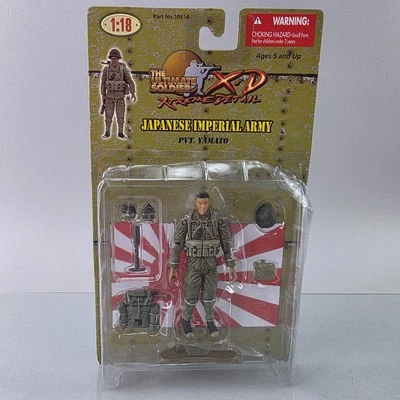 Part No.10514
1:18
WARNING:
CHOKING HAZARD-Small Parts
Not for children under 3 years
Ages 5 and Up
THE
ULTIMATE
SOLDIER
XD
XTREME DETAIL
JAPANESE IMPERIAL ARMY
PVT. YAMATO